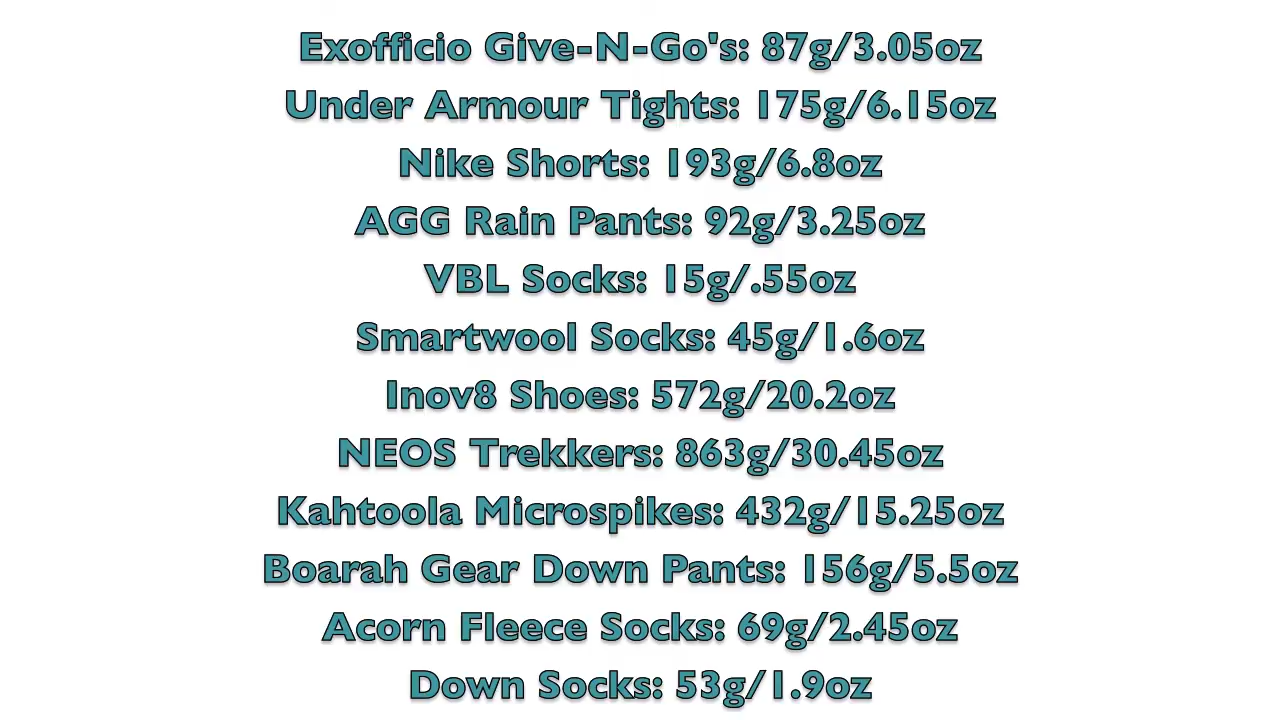 Exofficio Give-N-Go's: 87g/3.05oz
Under Armour Tights: 175g/6.15oz
Nike Shorts: 193g/6.8oz
AGG Rain Pants: 92g/3.25oz
VBL Socks: 15g/.55oz
Smartwool Socks: 45g/1.6oz
Inov8 Shoes: 572g/20.2oz
NEOS Trekkers: 863g/30.45oz
Kahtoola Microspikes: 432g/15.25oz
Boarah Gear Down Pants: 156g/5.5oz
Acorn Fleece Socks: 69g/2.45oz
Down Socks: 53g/1.9oz